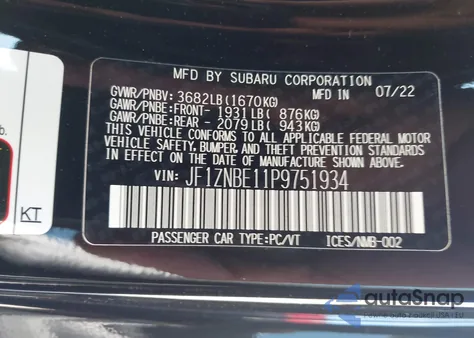 MFD BY SUBARU CORPORATION
GVWR/PNBV: 3682LB(1670KG) IN 07/22
GAWR/PNBE:FRONT- 1931LB( 876KG)
GAWR/PNBE:REAR - 2079LB( 943KG)
THIS VEHICLE CONFORMS TO ALL APPLICABLE FEDERAL MOTOR
VEHICLE SAFETY, BUMPER, AND THEFT PREVENTION STANDARDS
IN EFFECT ON THE DATE OF MANUFACTURE SHOWN ABOVE.
VIN: JF1ZNBE11P9751934
PASSENGER CAR TYPE:PC/VT ICES/NMB-002
b.
KT
autoSnap